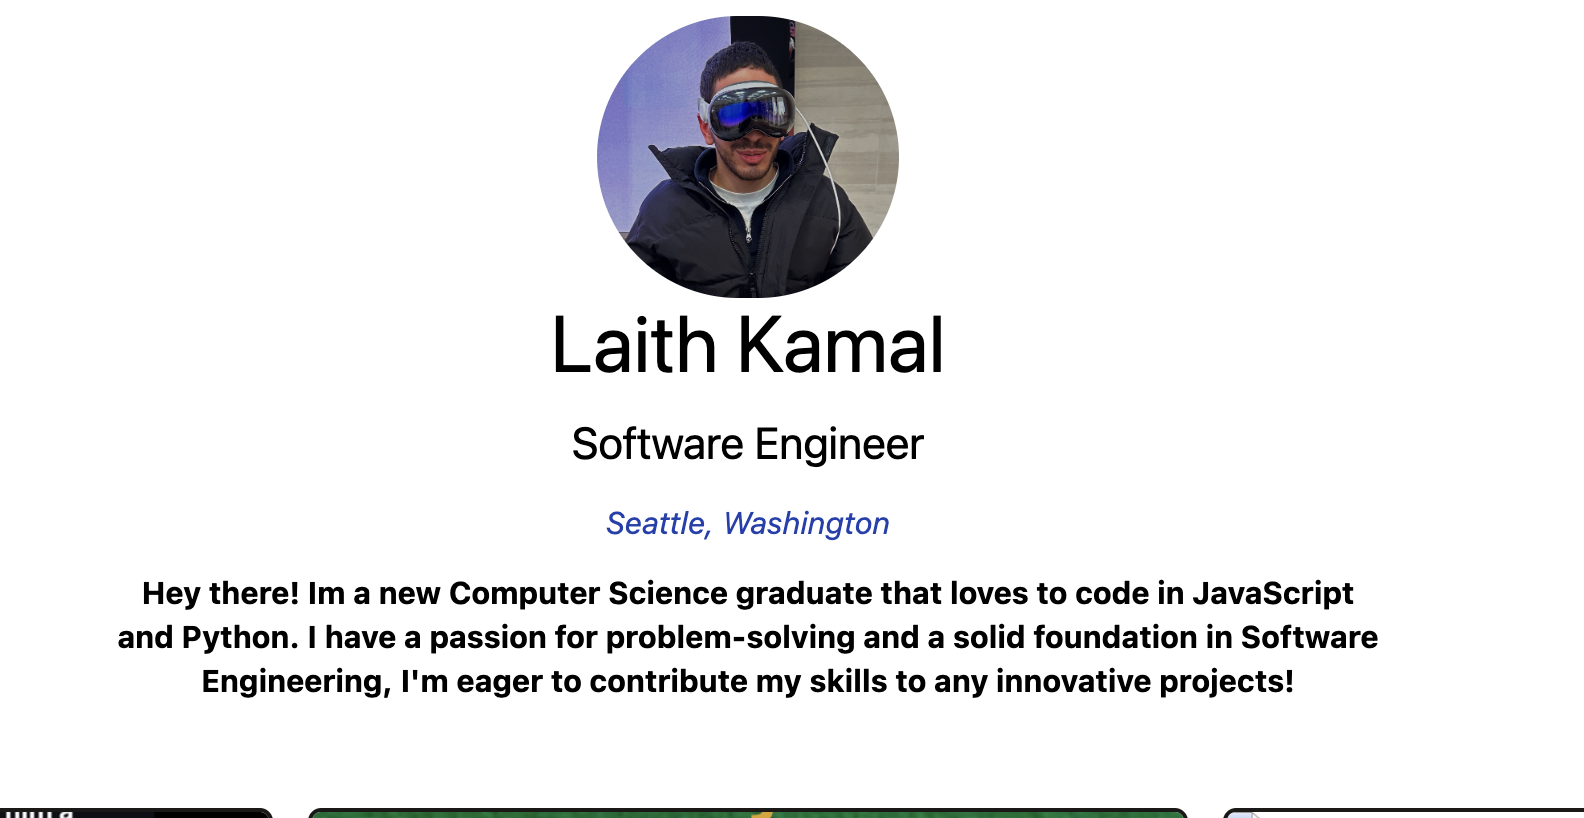 Laith Kamal
Software Engineer
Seattle, Washington
Hey there! Im a new Computer Science graduate that loves to code in JavaScript
and Python. I have a passion for problem-solving and a solid foundation in Software
Engineering, I'm eager to contribute my skills to any innovative projects!